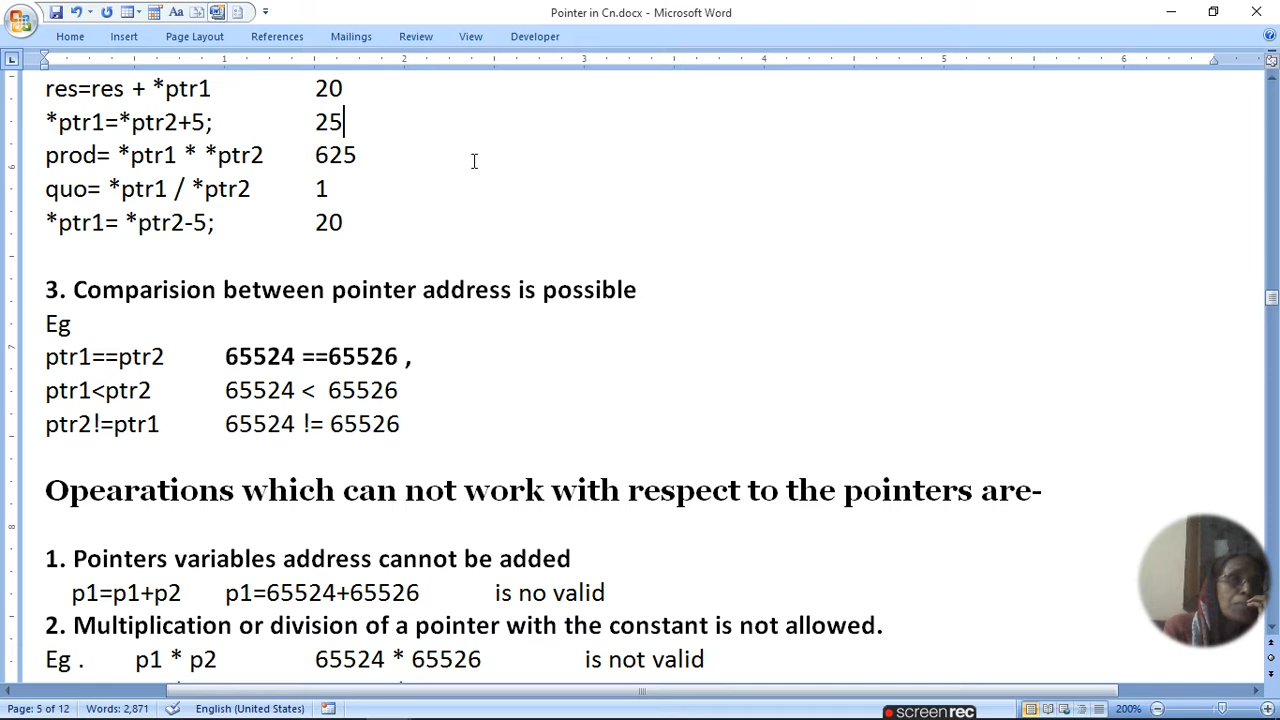 Pointer in Cn.docx - Microsoft Word
Home Insert Page Layout References Mailings Review View Developer
1 2 3 4 5 6
res=res + *ptr1 20
*ptr1=*ptr2+5; 25
prod= *ptr1 * *ptr2 625
quo= *ptr1 / *ptr2 1
*ptr1= *ptr2-5; 20
3. Comparision between pointer address is possible
Eg
ptr1==ptr2 65524 ==65526 ,
ptr1<ptr2 65524 < 65526
ptr2!=ptr1 65524 != 65526
Opearations which can not work with respect to the pointers are-
1. Pointers variables address cannot be added
p1=p1+p2 p1=65524+65526 is no valid
2. Multiplication or division of a pointer with the constant is not allowed.
Eg . p1 * p2 65524 * 65526 is not valid
Page: 5 of 12 Words: 2,871 English (United States) screenrec 200%